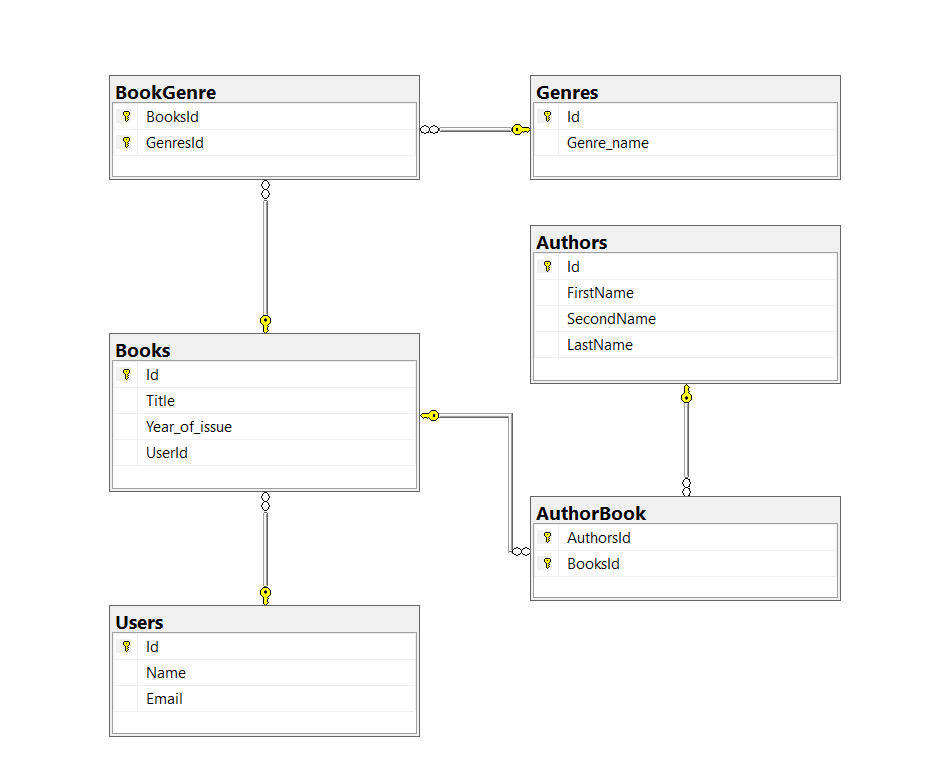 BookGenre
BooksId
GenresId
Genres
Id
Genre_name
Authors
Id
FirstName
SecondName
LastName
Books
Id
Title
Year_of_issue
UserId
AuthorBook
AuthorsId
BooksId
Users
Id
Name
Email